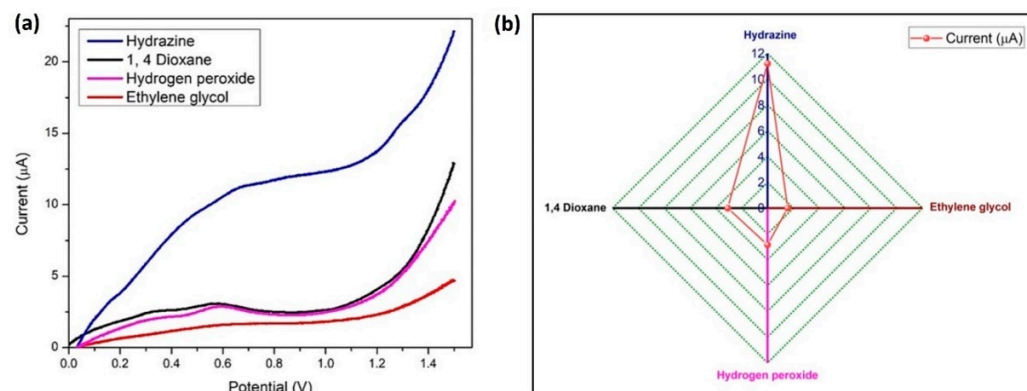 (a)
Hydrazine
1, 4 Dioxane
Hydrogen peroxide
Ethylene glycol
Current (μA)
20
15
10
5
0
0.0 0.2 0.4 0.6 0.8 1.0 1.2 1.4
Potential (V)
(b)
Current (μA)
Hydrazine
12
10
8
6
4
2
0
1,4 Dioxane
Ethylene glycol
Hydrogen peroxide